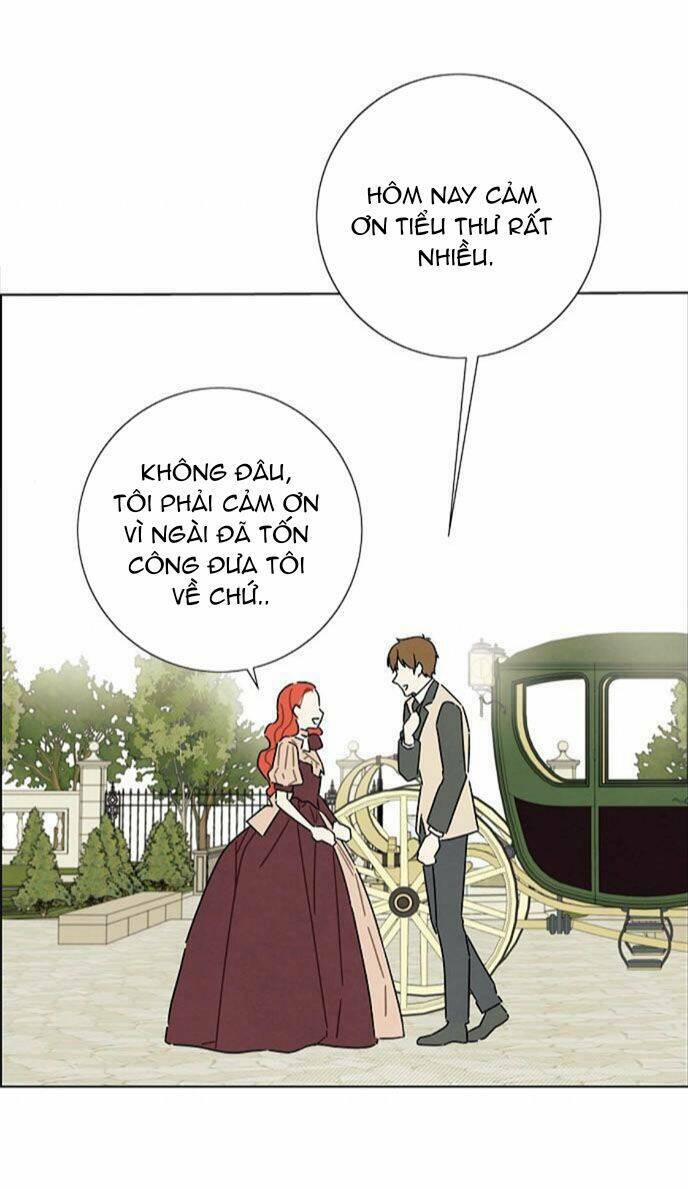 HÔM NAY CẢM
ƠN TIỂU THƯ RẤT
NHIỀU.
KHÔNG ĐÂU,
TÔI PHẢI CẢM ƠN
VÌ NGÀI ĐÃ TỐN
CÔNG ĐƯA TÔI
VỀ CHỨ..